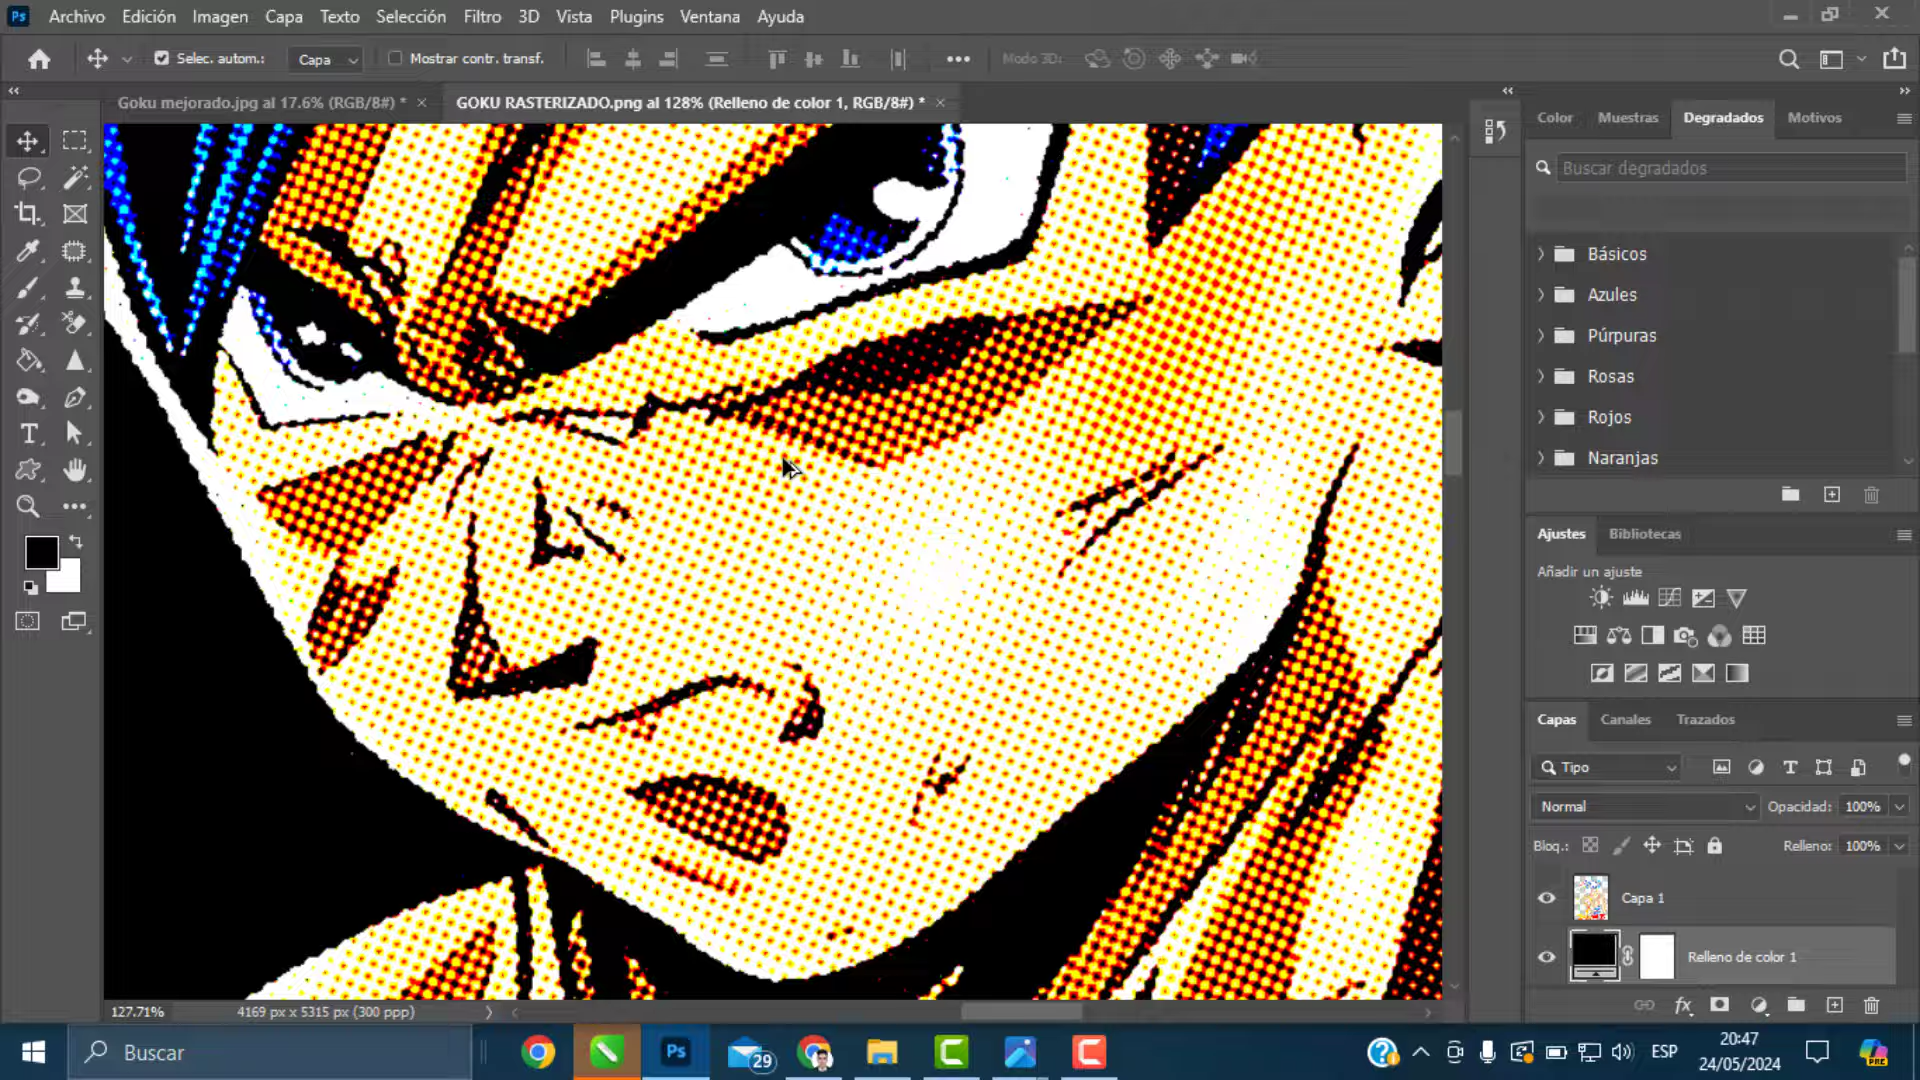 Ps Archivo Edición Imagen Capa Texto Selección Filtro 3D Vista Plugins Ventana Ayuda
Selec. autom.: Capa Mostrar contr. transf. Modo 3D:
Goku mejorado.jpg al 17.6% (RGB/8#) * GOKU RASTERIZADO.png al 128% (Relleno de color 1, RGB/8#) *
Color Muestras Degradados Motivos
Buscar degradados
Básicos
Azules
Púrpuras
Rosas
Rojos
Naranjas
Ajustes Bibliotecas
Añadir un ajuste
Capas Canales Trazados
Tipo
Normal Opacidad: 100%
Bloq.: Relleno: 100%
Capa 1
Relleno de color 1
fx
127.71% 4169 px x 5315 px (300 ppp)
Buscar
Ps
29
ESP
20:47
24/05/2024
PRE